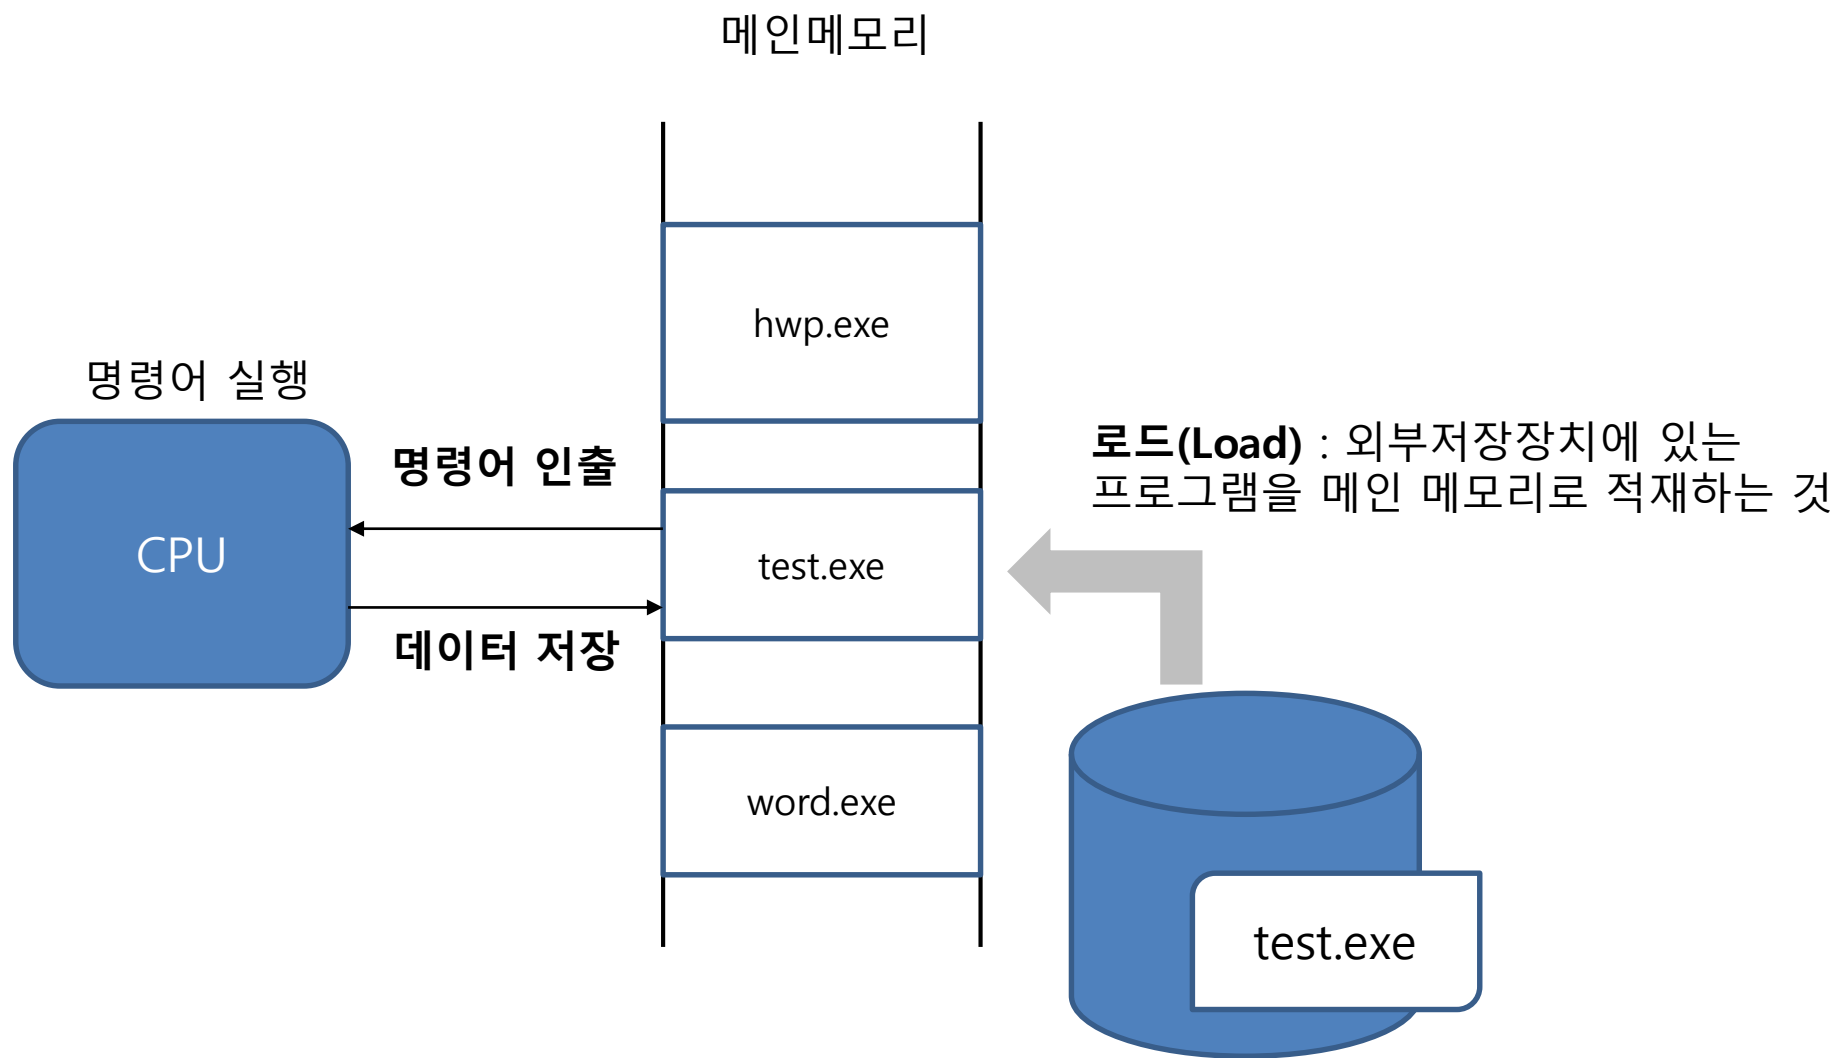 메인메모리
hwp.exe
명령어 실행
CPU
명령어 인출
데이터 저장
test.exe
로드(Load) : 외부저장장치에 있는
프로그램을 메인 메모리로 적재하는 것
word.exe
test.exe